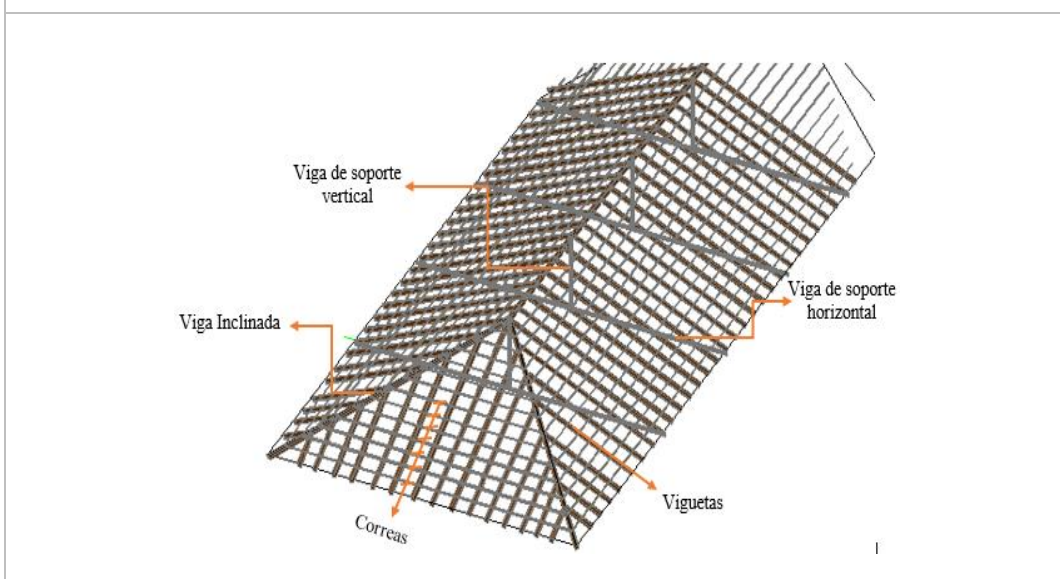 Viga de soporte
vertical
Viga de soporte
horizontal
Viga Inclinada
Viguetas
Correas